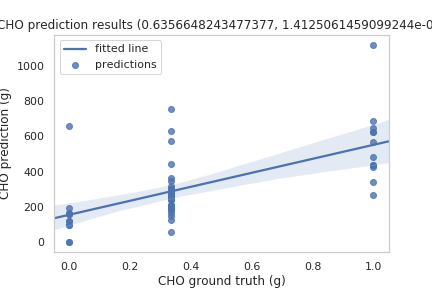 CHO prediction results (0.6356648243477377, 1.4125061459099244e-0
fitted line
predictions
CHO prediction (g)
1000
800
600
400
200
0
0.0 0.2 0.4 0.6 0.8 1.0
CHO ground truth (g)